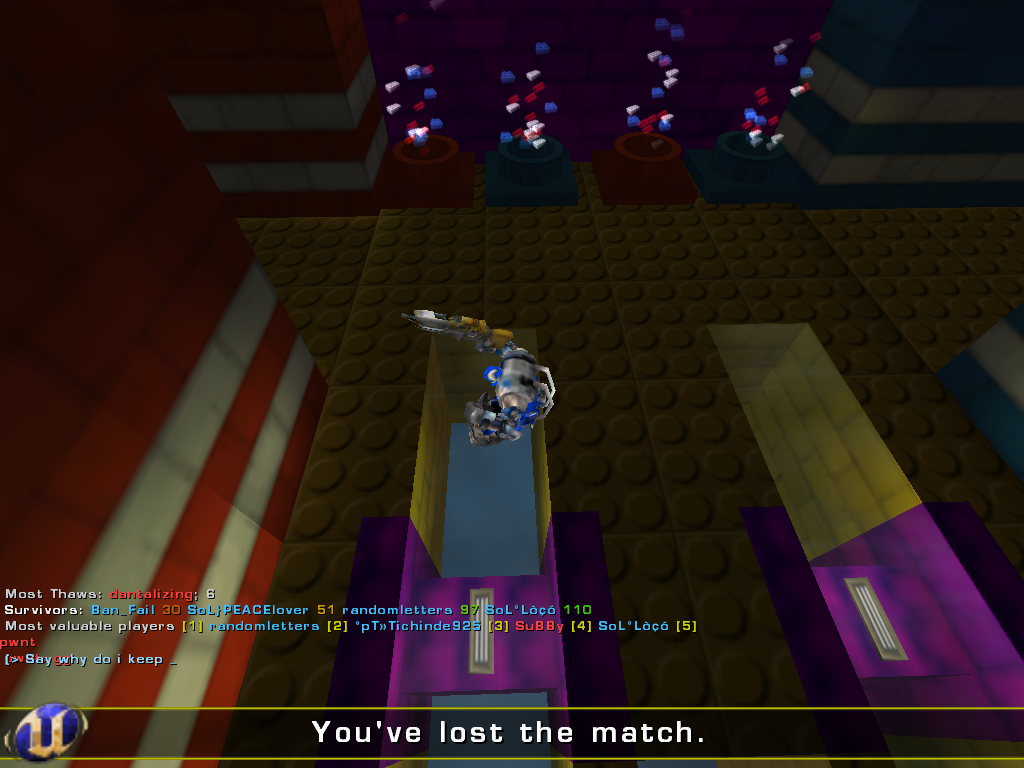 Most Thaws: dantalizing; 6
Survivors: Ban_Fail 30 SoL}PEACElover 51 randomletters 97 SoL°Lòçó 110
Most valuable players [1] randomletters [2] °pT»Tichinde925 [3] SuBBy [4] SoL°Lòçó [5]
pwnt
(> Say why do i keep _
You've lost the match.